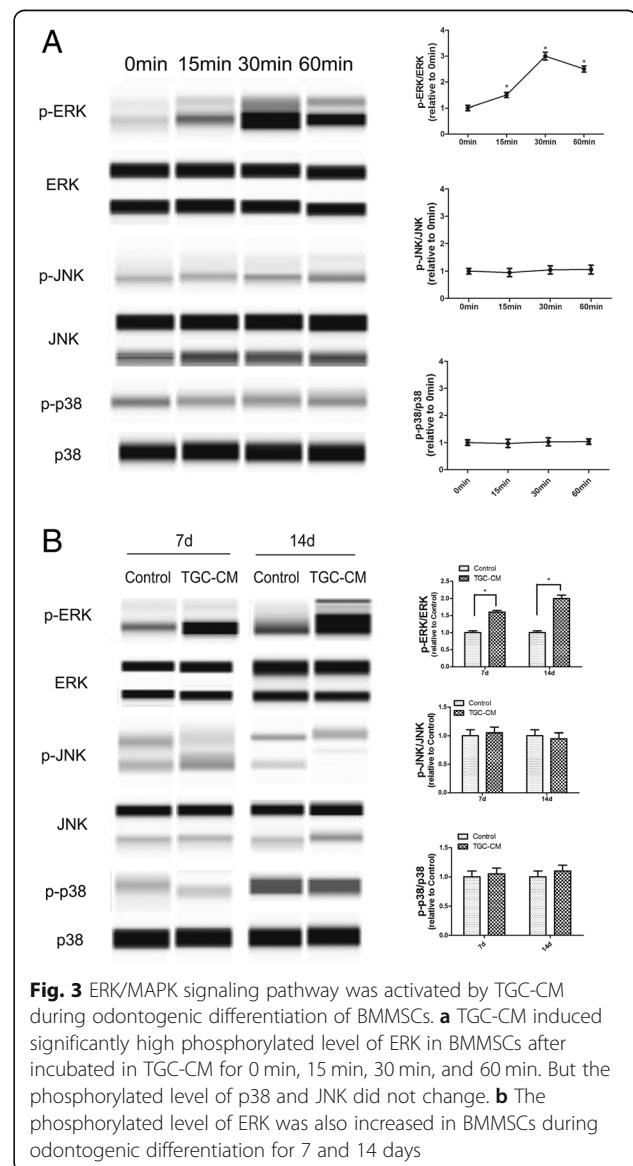 A
0min 15min 30min 60min
p-ERK
ERK
p-JNK
JNK
p-p38
p38
p-ERK/ERK
(relative to 0min)
4
3
2
1
0
0min 15min 30min 60min
* * *
p-JNK/JNK
(relative to 0min)
4
3
2
1
0
0min 15min 30min 60min
p-p38/p38
(relative to 0min)
4
3
2
1
0
0min 15min 30min 60min
B
7d 14d
Control TGC-CM Control TGC-CM
p-ERK
ERK
p-JNK
JNK
p-p38
p38
Control
TGC-CM
p-ERK/ERK
(relative to Control)
2.5
2.0
1.5
1.0
0.5
0.0
* *
7d 14d
Control
TGC-CM
p-JNK/JNK
(relative to Control)
1.5
1.0
0.5
0.0
7d 14d
Control
TGC-CM
p-p38/p38
(relative to Control)
1.5
1.0
0.5
0.0
7d 14d
Fig. 3 ERK/MAPK signaling pathway was activated by TGC-CM
during odontogenic differentiation of BMMSCs. a TGC-CM induced
significantly high phosphorylated level of ERK in BMMSCs after
incubated in TGC-CM for 0 min, 15 min, 30 min, and 60 min. But the
phosphorylated level of p38 and JNK did not change. b The
phosphorylated level of ERK was also increased in BMMSCs during
odontogenic differentiation for 7 and 14 days